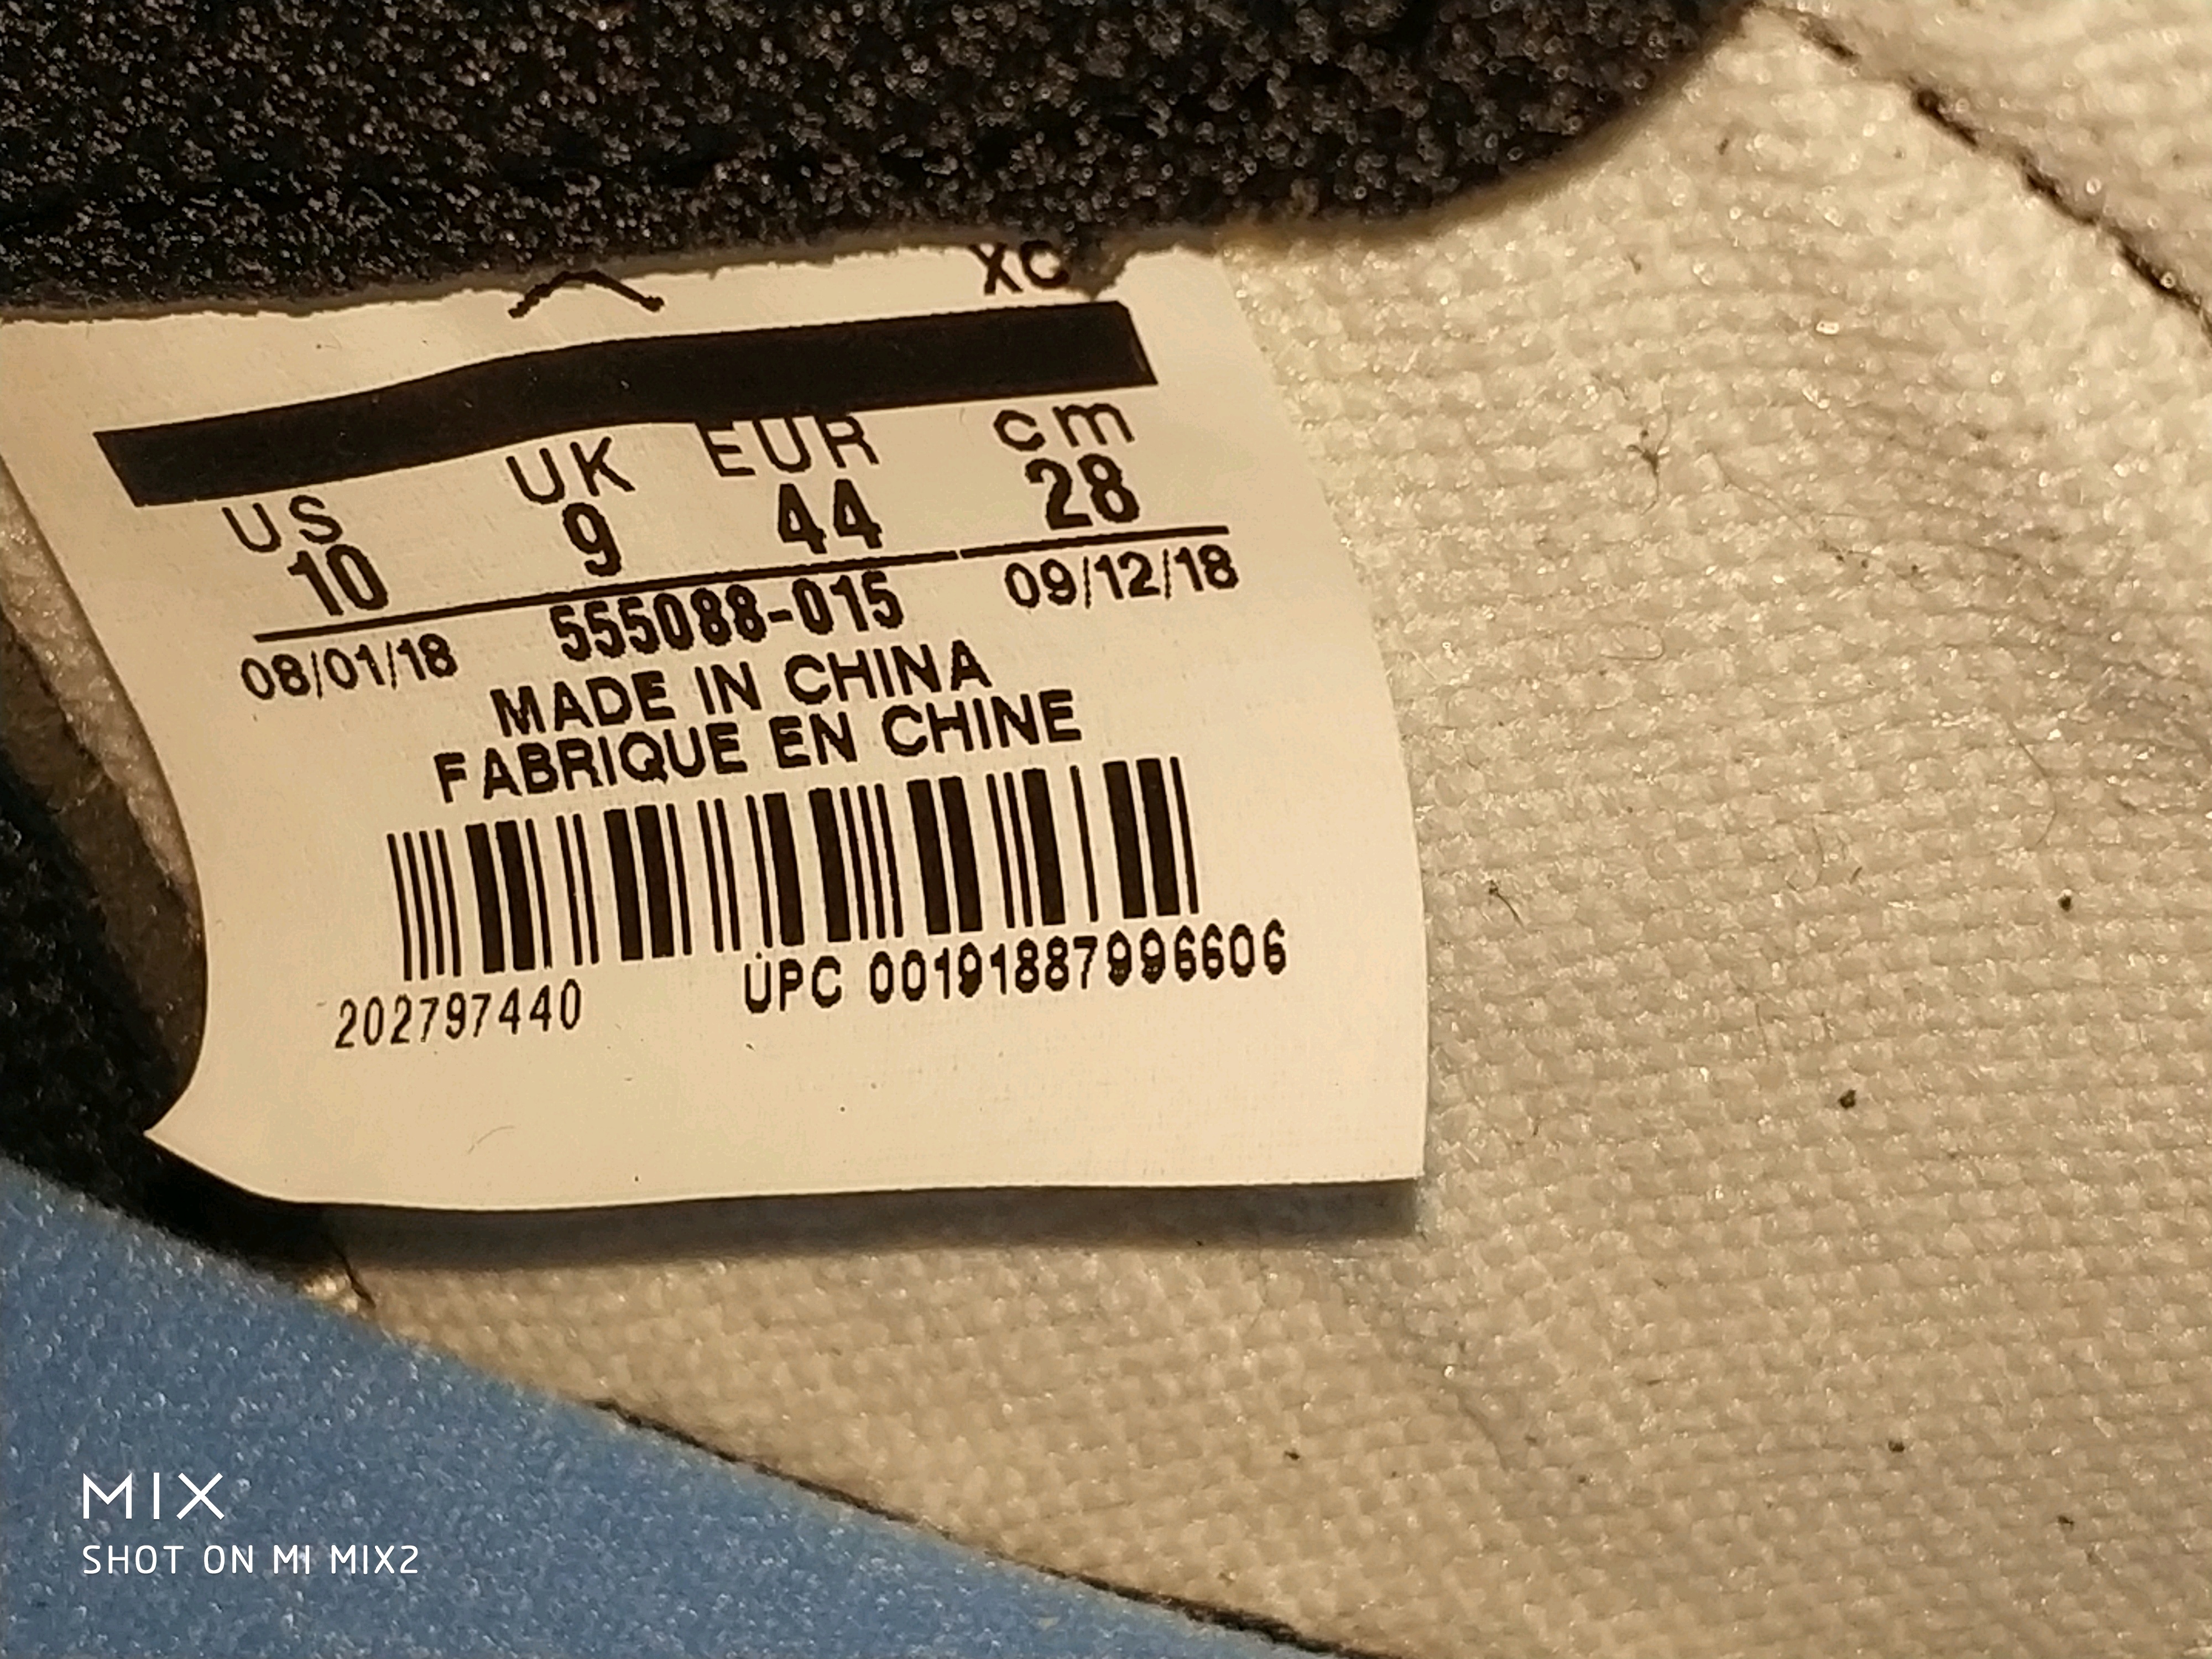 XC
US UK EUR cm
10 9 44 28
08/01/18 555088-015 09/12/18
MADE IN CHINA
FABRIQUE EN CHINE
202797440 UPC 00191887996606
MIX
SHOT ON MI MIX2